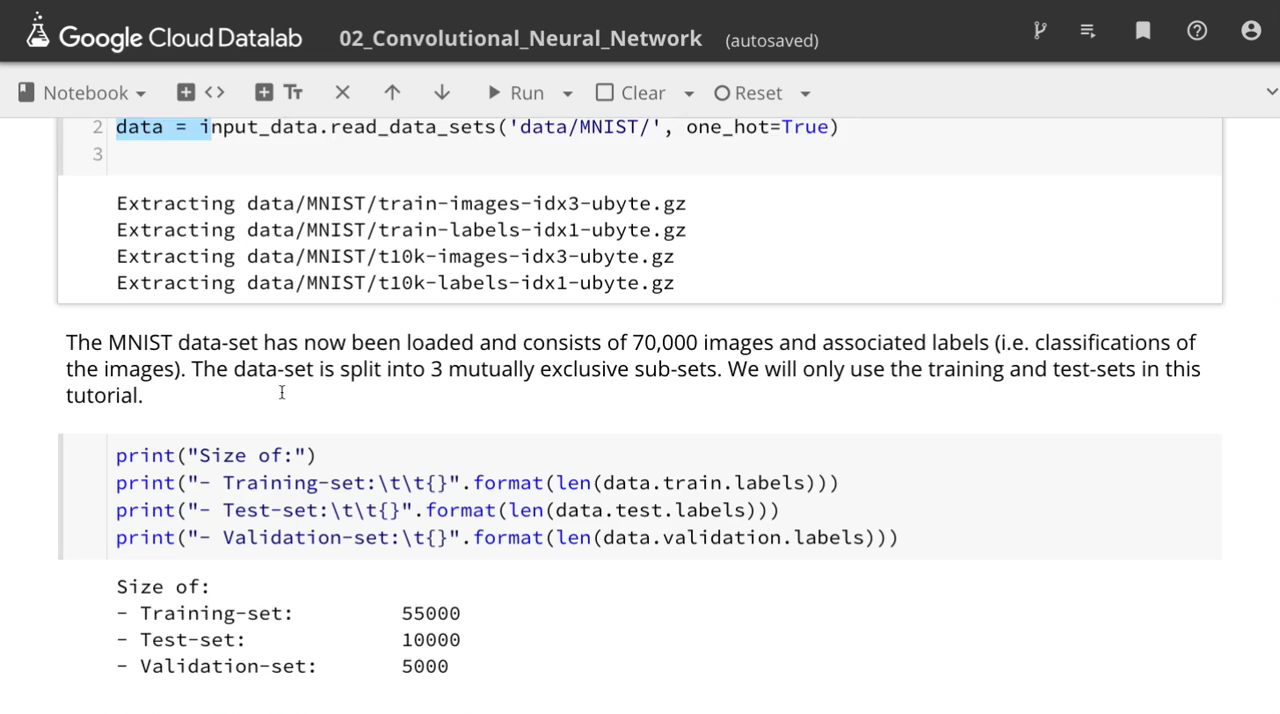 Google Cloud Datalab 02_Convolutional_Neural_Network (autosaved)
Notebook Tt Run Clear Reset
2 data = input_data.read_data_sets('data/MNIST/', one_hot=True)
3
Extracting data/MNIST/train-images-idx3-ubyte.gz
Extracting data/MNIST/train-labels-idx1-ubyte.gz
Extracting data/MNIST/t10k-images-idx3-ubyte.gz
Extracting data/MNIST/t10k-labels-idx1-ubyte.gz
The MNIST data-set has now been loaded and consists of 70,000 images and associated labels (i.e. classifications of
the images). The data-set is split into 3 mutually exclusive sub-sets. We will only use the training and test-sets in this
tutorial.
print("Size of:")
print("- Training-set:\t\t{}".format(len(data.train.labels)))
print("- Test-set:\t\t{}".format(len(data.test.labels)))
print("- Validation-set:\t{}".format(len(data.validation.labels)))
Size of:
- Training-set: 55000
- Test-set: 10000
- Validation-set: 5000